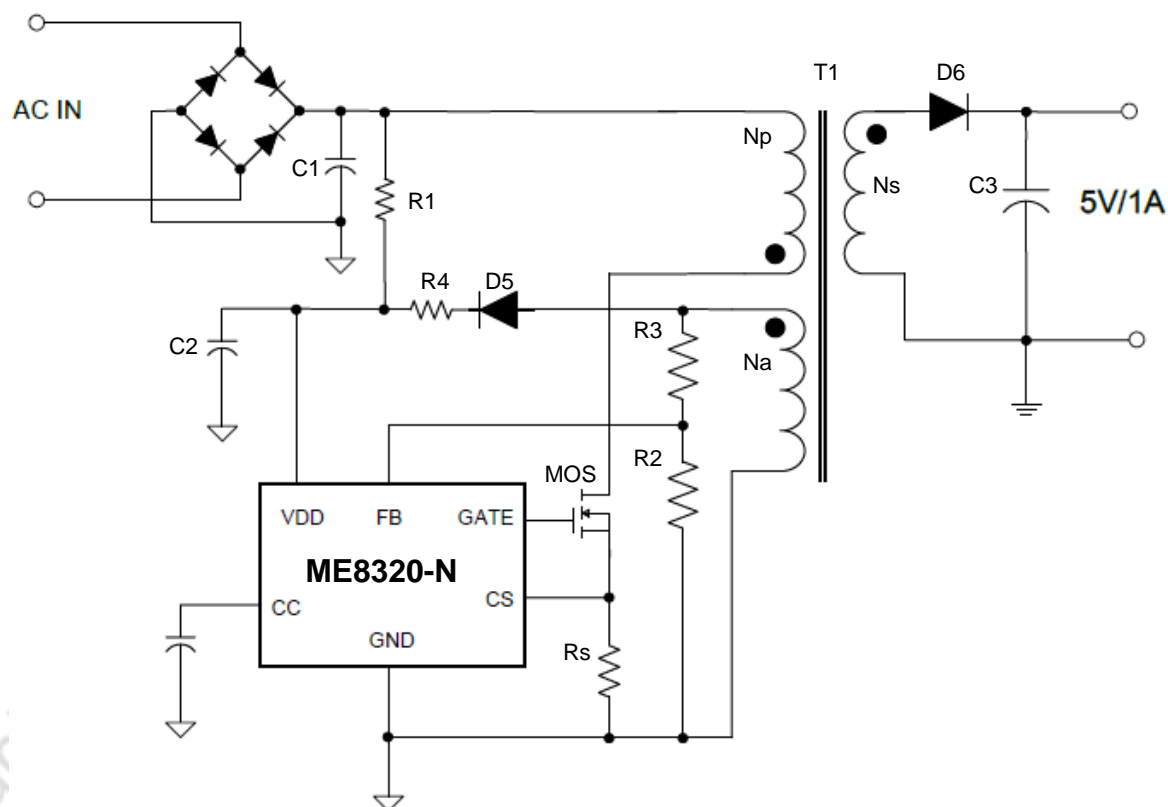 T1
D6
AC IN
Np
C1
R1
Ns
C3
5V/1A
R4
D5
R3
C2
Na
MOS
R2
VDD
FB
GATE
ME8320-N
CC
CS
GND
Rs